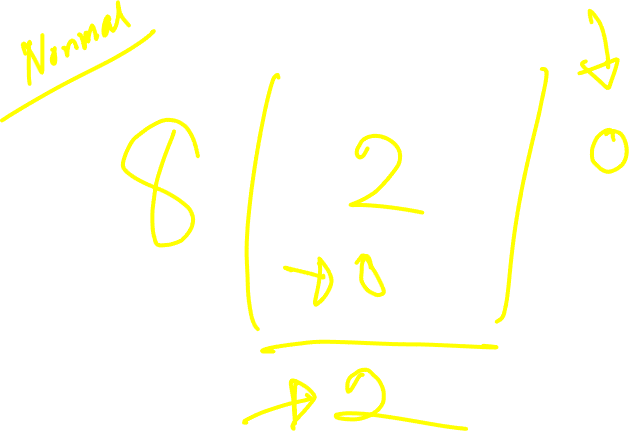 Normal
8 ( 2 ) 0
→ 0
→ 2